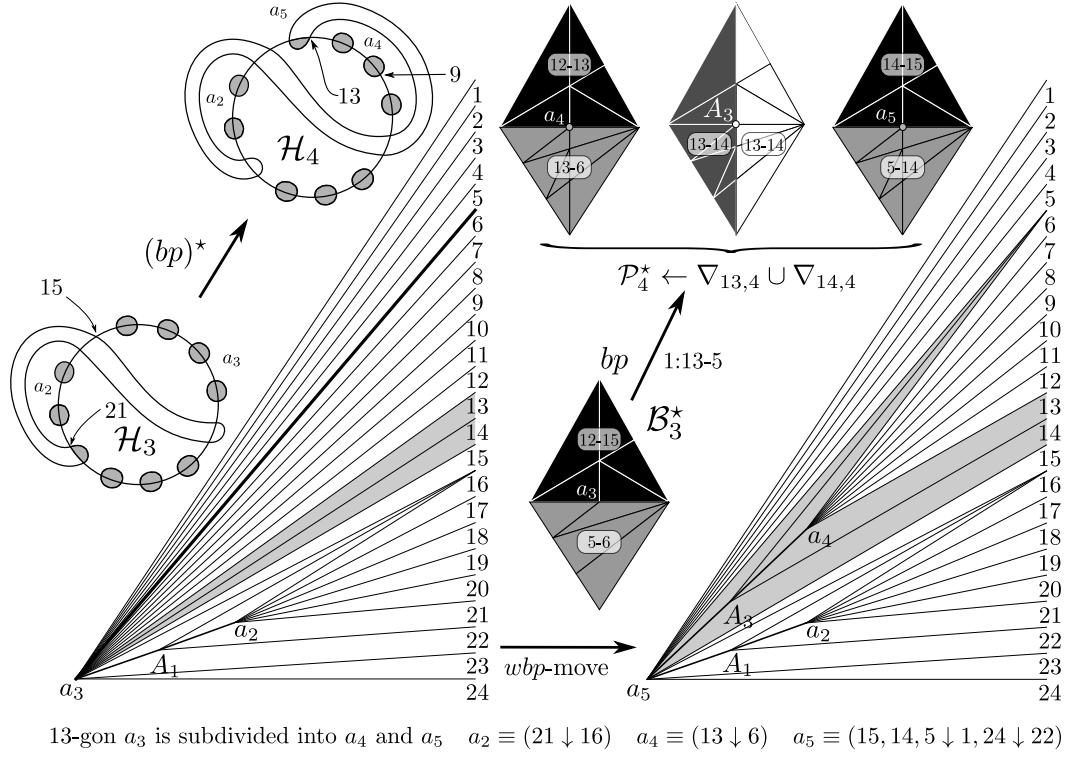 a₅
a₄
9
13
a₂
ℋ₄
(bp)⋆
15
a₃
a₂
21
ℋ₃
1
2
3
4
5
6
7
8
9
10
11
12
13
14
15
16
17
18
19
20
21
22
23
24
a₂
A₁
a₃
12-13
a₄
13-6
A₃
13-14
13-14
14-15
a₅
5-14
𝒫₄⋆ ← ∇₁₃,₄ ∪ ∇₁₄,₄
bp
1:13-5
ℬ₃⋆
12-15
a₃
5-6
wbp-move
1
2
3
4
5
6
7
8
9
10
11
12
13
14
15
16
17
18
19
20
21
22
23
24
a₄
A₃
a₂
A₁
a₅
13-gon a₃ is subdivided into a₄ and a₅ a₂ ≡ (21 ↓ 16) a₄ ≡ (13 ↓ 6) a₅ ≡ (15, 14, 5 ↓ 1, 24 ↓ 22)